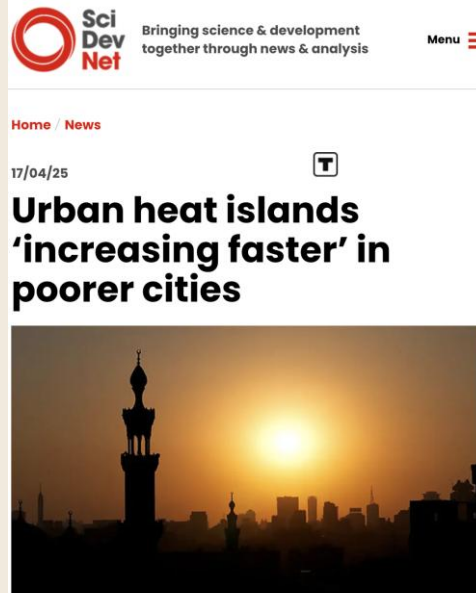 Sci
Dev
Net
Bringing science & development
together through news & analysis
Menu
Home / News
17/04/25
T
Urban heat islands
‘increasing faster’ in
poorer cities